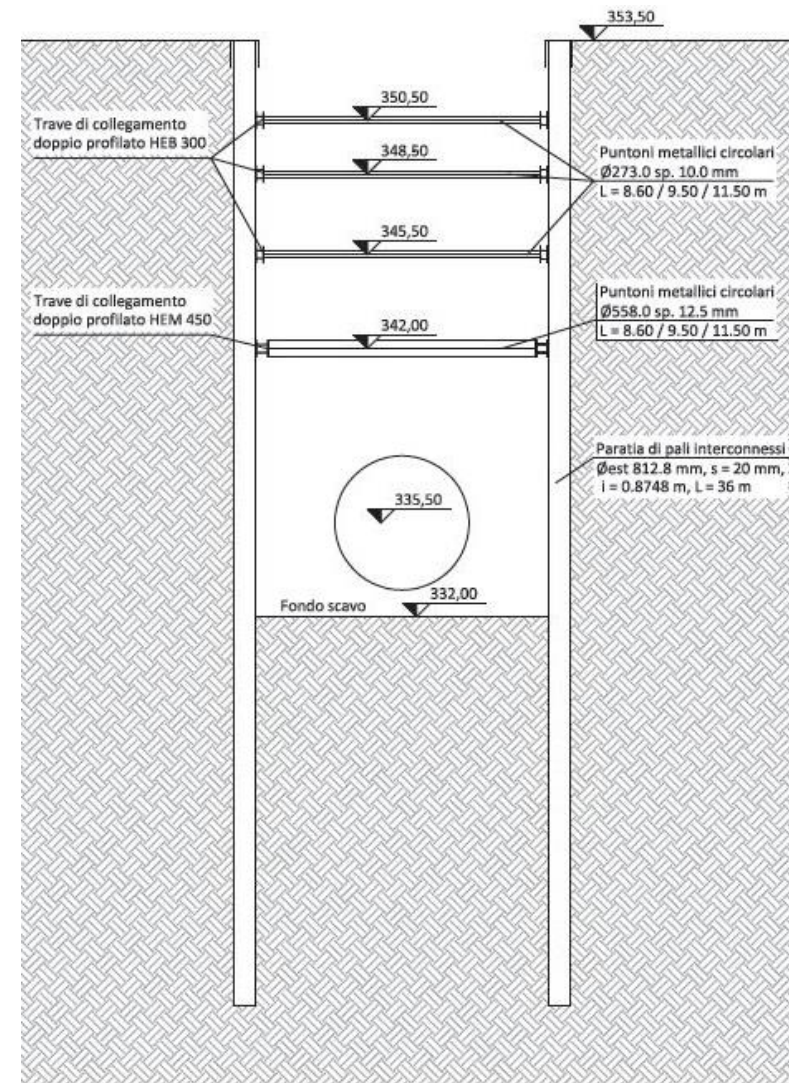 353,50
350,50
Trave di collegamento
doppio profilato HEB 300
348,50
Puntoni metallici circolari
Ø273.0 sp. 10.0 mm
L = 8.60 / 9.50 / 11.50 m
345,50
Trave di collegamento
doppio profilato HEM 450
342,00
Puntoni metallici circolari
Ø558.0 sp. 12.5 mm
L = 8.60 / 9.50 / 11.50 m
Paratia di pali interconnessi
Øest 812.8 mm, s = 20 mm,
i = 0.8748 m, L = 36 m
335,50
Fondo scavo
332,00